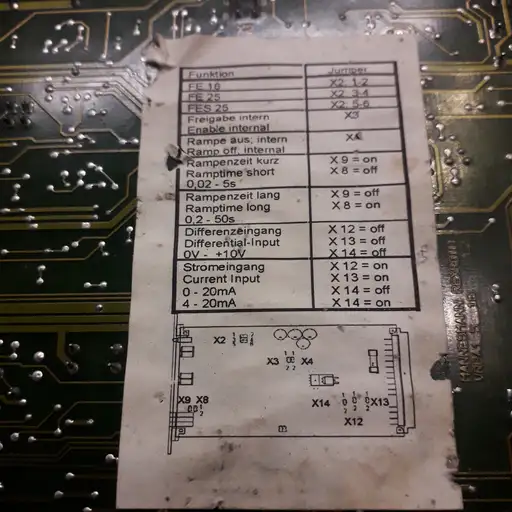 Funktion Jumper
FE 16 X2 1-2
FE 25 X2 3-4
FES 25 X2 5-6
Freigabe intern X3
Enable internal
Rampe aus, intern X4
Ramp off, internal
Rampenzeit kurz X 9 = on
Ramptime short X 8 = off
0,02 - 5s
Rampenzeit lang X 9 = off
Ramptime long X 8 = on
0,2 - 50s
Differenzeingang X 12 = off
Differential-Input X 13 = off
0V - +10V X 14 = off
Stromeingang X 12 = on
Current Input X 13 = on
0 - 20mA X 14 = on
4 - 20mA X 14 = on
X2
X3 X4
X9 X8 X14 X13
X12
m